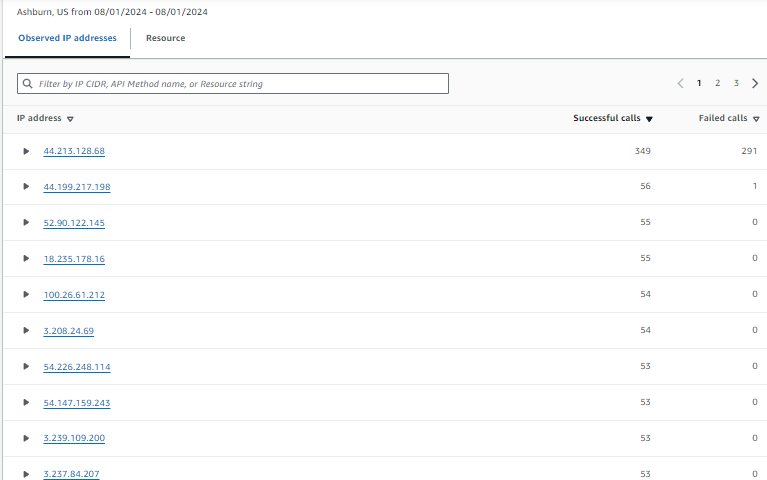 Ashburn, US from 08/01/2024 - 08/01/2024
Observed IP addresses Resource
Filter by IP CIDR, API Method name, or Resource string 1 2 3
IP address Successful calls Failed calls
44.213.128.68 349 291
44.199.217.198 56 1
52.90.122.145 55 0
18.235.178.16 55 0
100.26.61.212 54 0
3.208.24.69 54 0
54.226.248.114 53 0
54.147.159.243 53 0
3.239.109.200 53 0
3.237.84.207 53 0